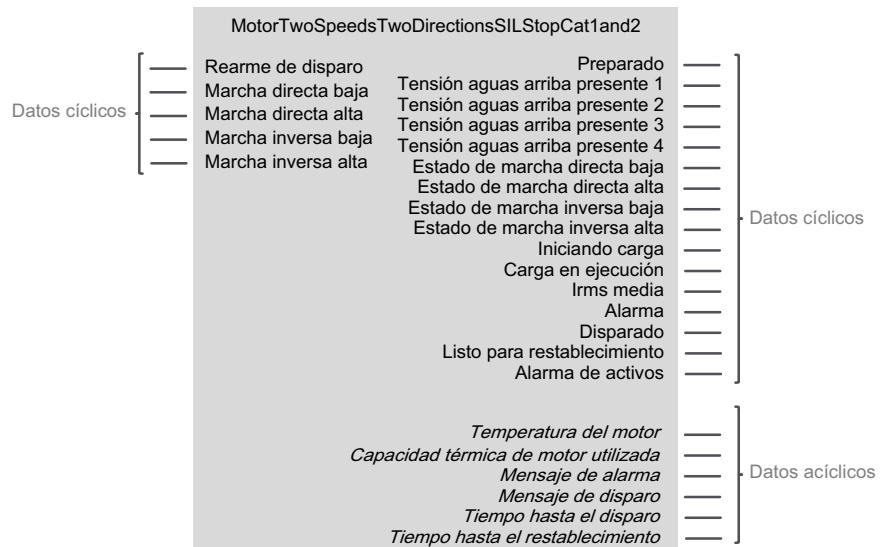 MotorTwoSpeedsTwoDirectionsSILStopCat1and2
Datos cíclicos
Rearme de disparo
Marcha directa baja
Marcha directa alta
Marcha inversa baja
Marcha inversa alta
Preparado
Tensión aguas arriba presente 1
Tensión aguas arriba presente 2
Tensión aguas arriba presente 3
Tensión aguas arriba presente 4
Estado de marcha directa baja
Estado de marcha directa alta
Estado de marcha inversa baja
Estado de marcha inversa alta
Iniciando carga
Carga en ejecución
Irms media
Alarma
Disparado
Listo para restablecimiento
Alarma de activos
Datos cíclicos
Temperatura del motor
Capacidad térmica de motor utilizada
Mensaje de alarma
Mensaje de disparo
Tiempo hasta el disparo
Tiempo hasta el restablecimiento
Datos acíclicos